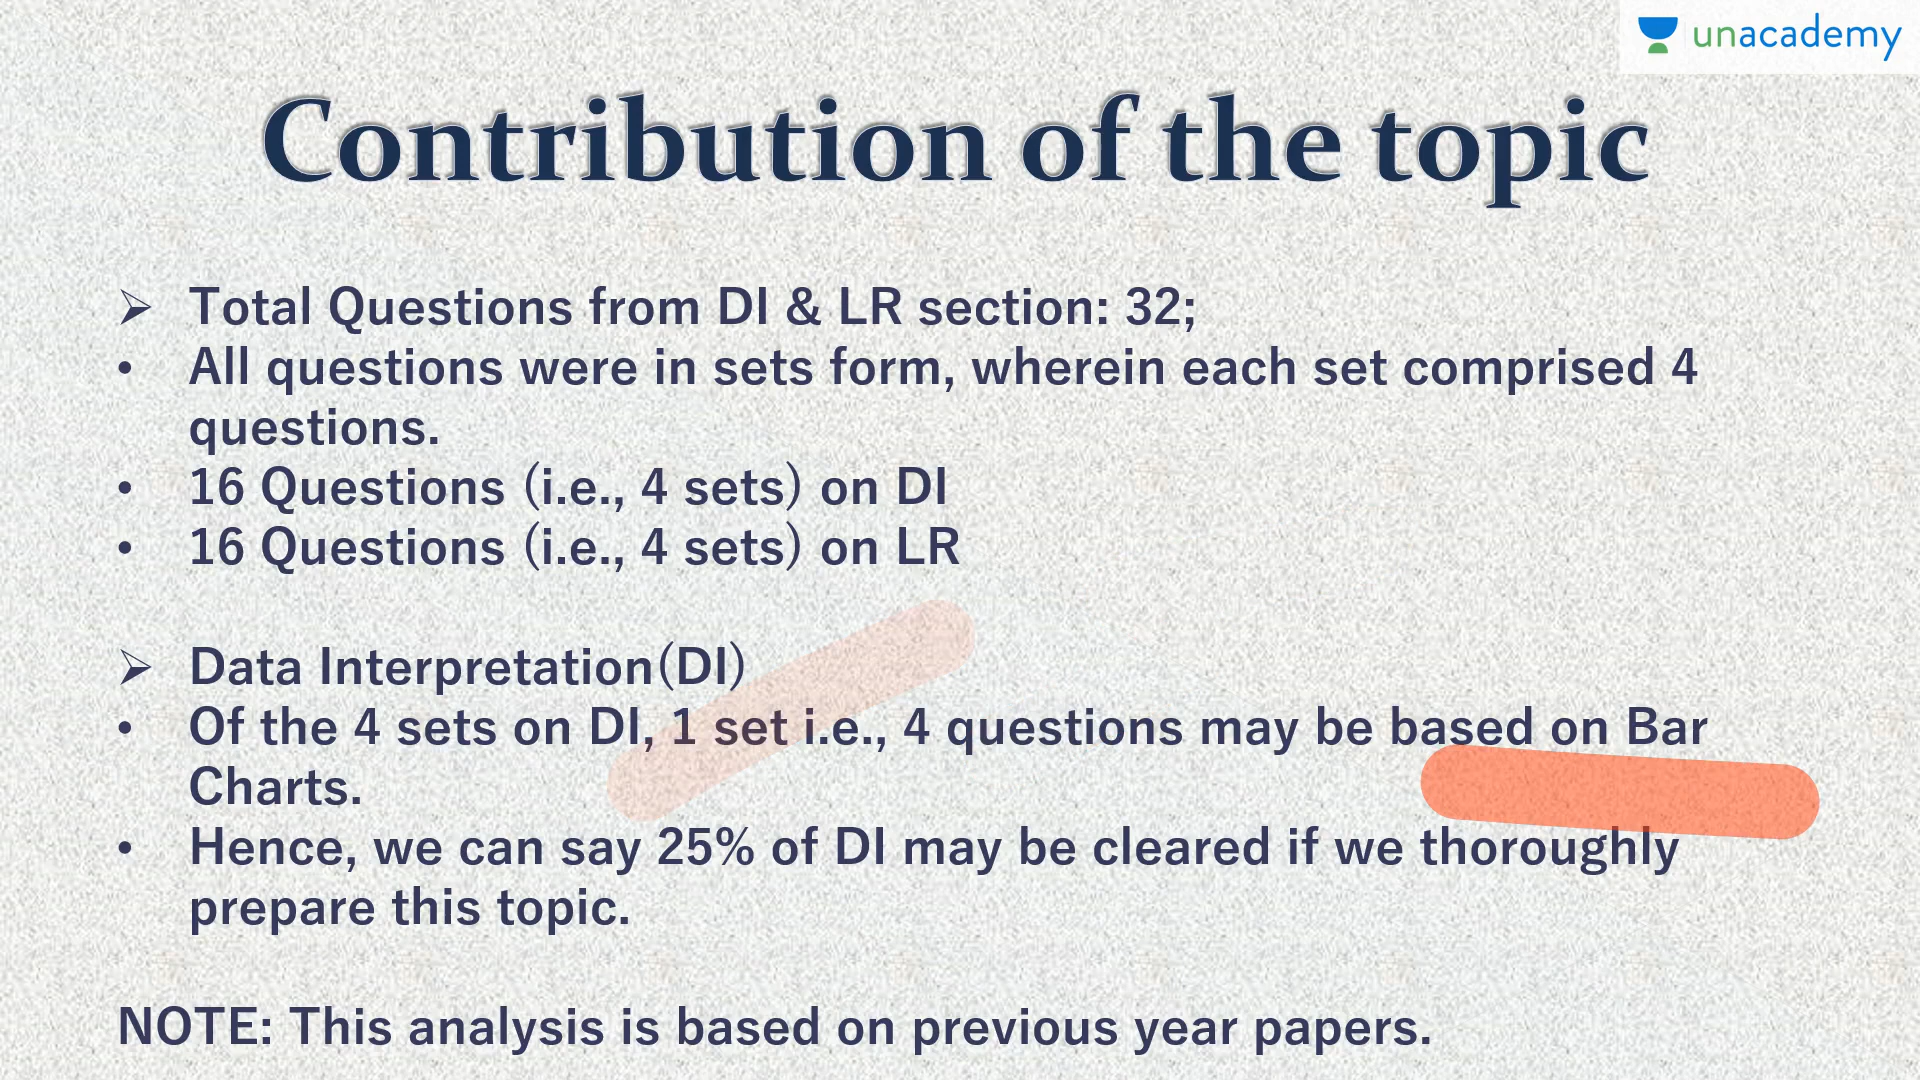 unacademy
Contribution of the topic
➢ Total Questions from DI & LR section: 32;
• All questions were in sets form, wherein each set comprised 4
questions.
• 16 Questions (i.e., 4 sets) on DI
• 16 Questions (i.e., 4 sets) on LR
➢ Data Interpretation(DI)
• Of the 4 sets on DI, 1 set i.e., 4 questions may be based on Bar
Charts.
• Hence, we can say 25% of DI may be cleared if we thoroughly
prepare this topic.
NOTE: This analysis is based on previous year papers.